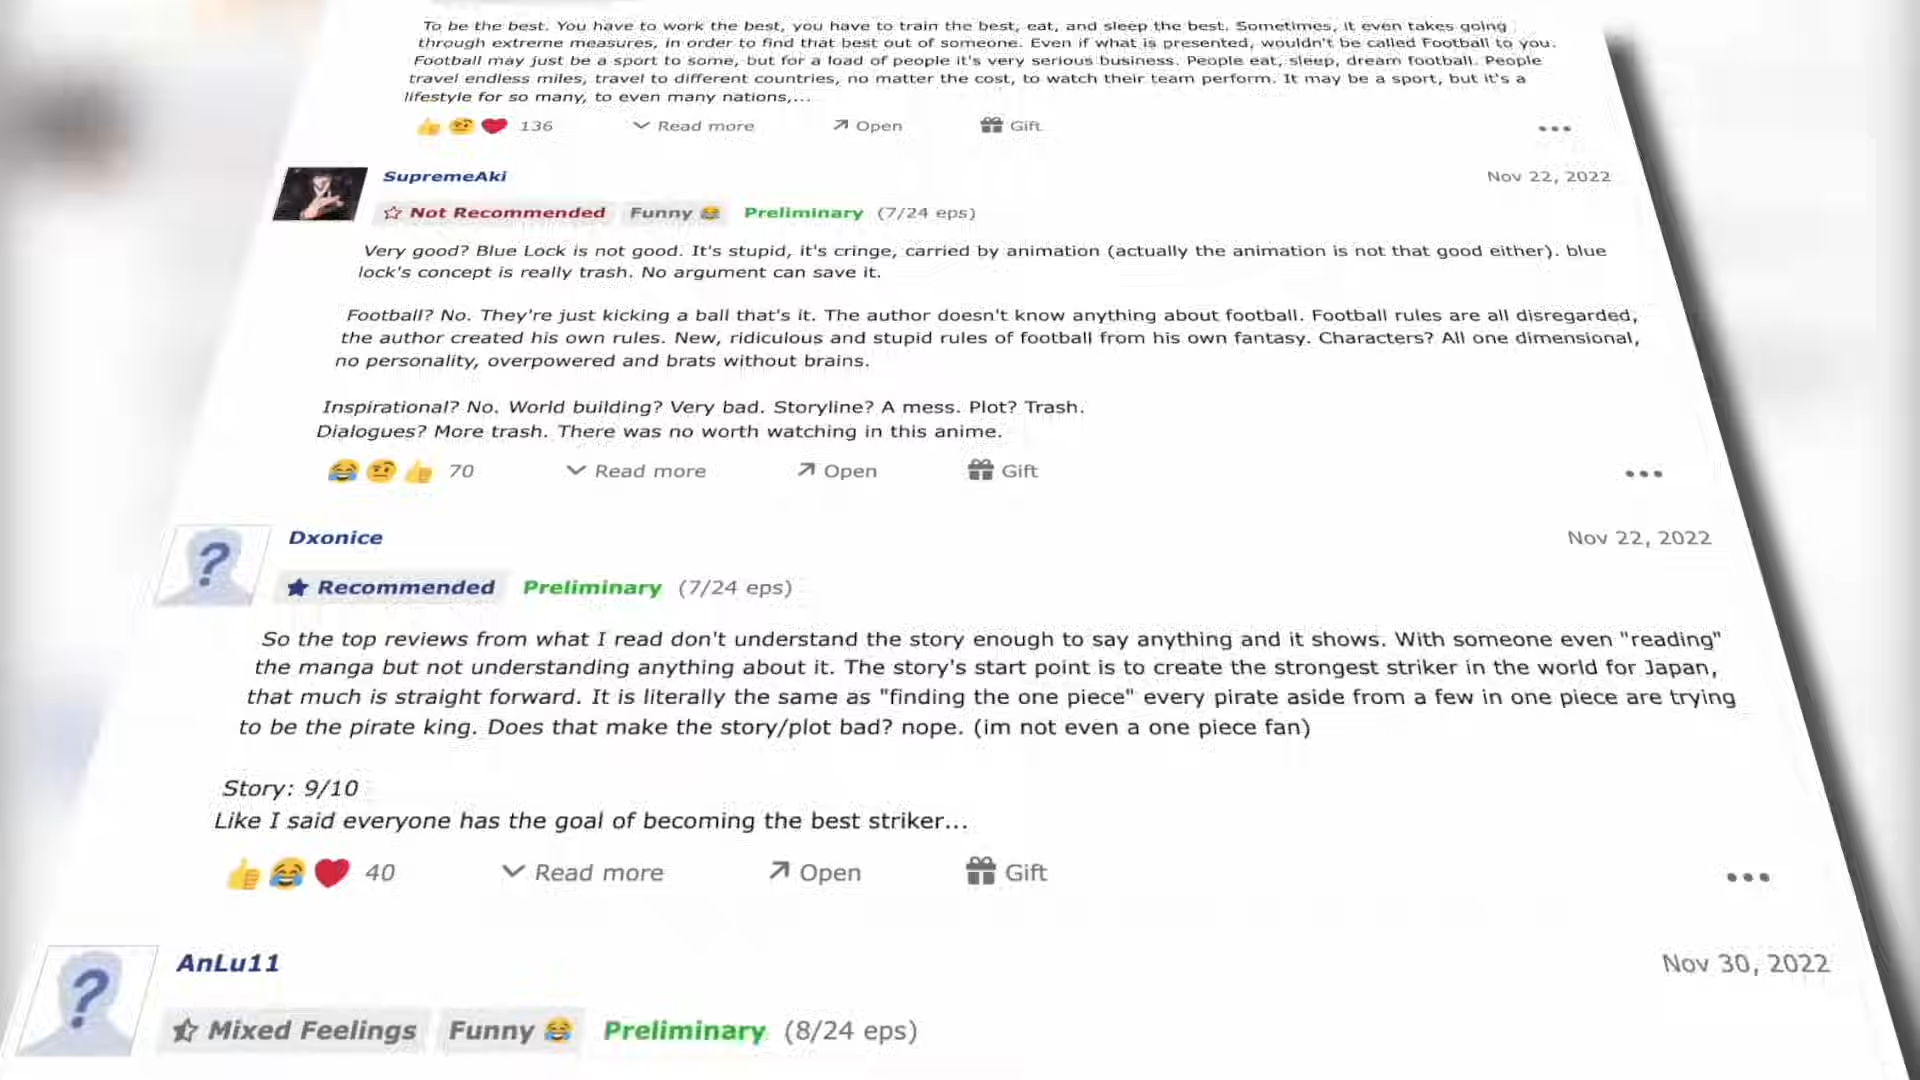 To be the best. You have to work the best, you have to train the best, eat, and sleep the best. Sometimes, it even takes going
through extreme measures, in order to find that best out of someone. Even if what is presented, wouldn't be called Football to you.
Football may just be a sport to some, but for a load of people it's very serious business. People eat, sleep, dream football. People
travel endless miles, travel to different countries, no matter the cost, to watch their team perform. It may be a sport, but it's a
lifestyle for so many, to even many nations,...
136 Read more Open Gift
SupremeAki Nov 22, 2022
Not Recommended Funny Preliminary (7/24 eps)
Very good? Blue Lock is not good. It's stupid, it's cringe, carried by animation (actually the animation is not that good either). blue
lock's concept is really trash. No argument can save it.
Football? No. They're just kicking a ball that's it. The author doesn't know anything about football. Football rules are all disregarded,
the author created his own rules. New, ridiculous and stupid rules of football from his own fantasy. Characters? All one dimensional,
no personality, overpowered and brats without brains.
Inspirational? No. World building? Very bad. Storyline? A mess. Plot? Trash.
Dialogues? More trash. There was no worth watching in this anime.
70 Read more Open Gift
Dxonice Nov 22, 2022
Recommended Preliminary (7/24 eps)
So the top reviews from what I read don't understand the story enough to say anything and it shows. With someone even "reading"
the manga but not understanding anything about it. The story's start point is to create the strongest striker in the world for Japan,
that much is straight forward. It is literally the same as "finding the one piece" every pirate aside from a few in one piece are trying
to be the pirate king. Does that make the story/plot bad? nope. (im not even a one piece fan)
Story: 9/10
Like I said everyone has the goal of becoming the best striker...
40 Read more Open Gift
AnLu11 Nov 30, 2022
Mixed Feelings Funny Preliminary (8/24 eps)